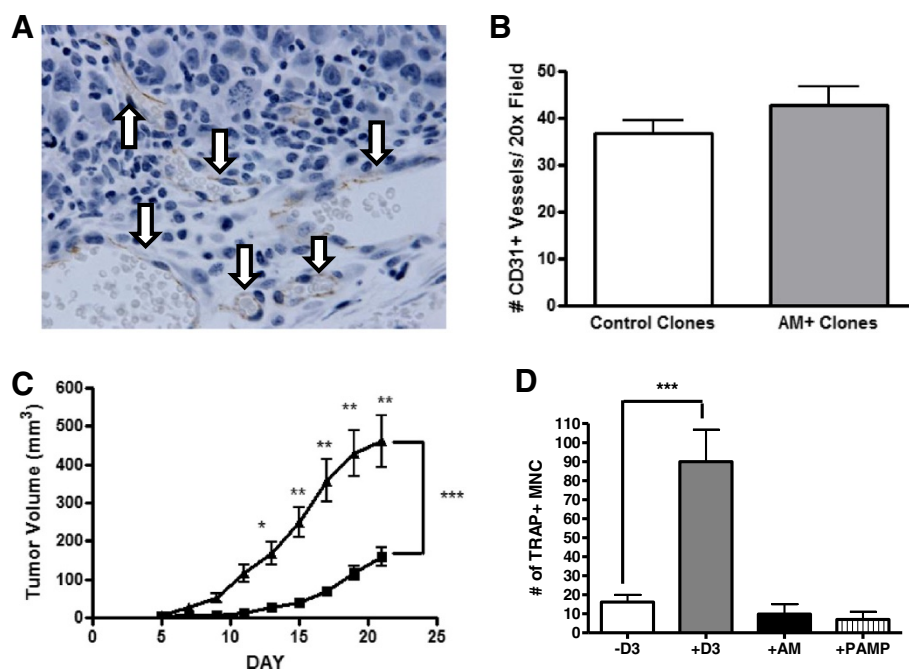 A
B
# CD31+ Vessels/ 20x Field
50
40
30
20
10
0
Control Clones
AM+ Clones
C
Tumor Volume (mm³)
600
500
400
300
200
100
0
*
**
**
**
**
***
0 5 10 15 20 25
DAY
D
***
# of TRAP+ MNC
110
100
90
80
70
60
50
40
30
20
10
0
-D3 +D3 +AM +PAMP